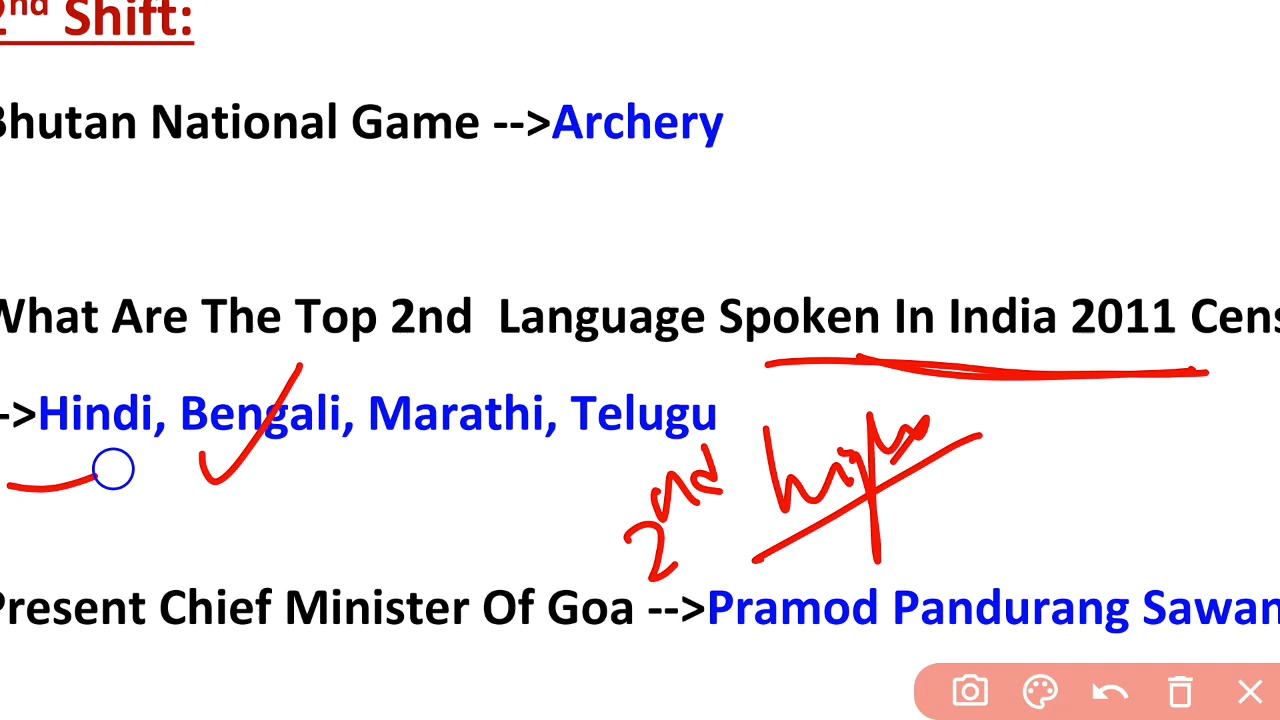 2nd Shift:
Bhutan National Game -->Archery
What Are The Top 2nd Language Spoken In India 2011 Cens
-->Hindi, Bengali, Marathi, Telugu
2nd
Present Chief Minister Of Goa -->Pramod Pandurang Sawan